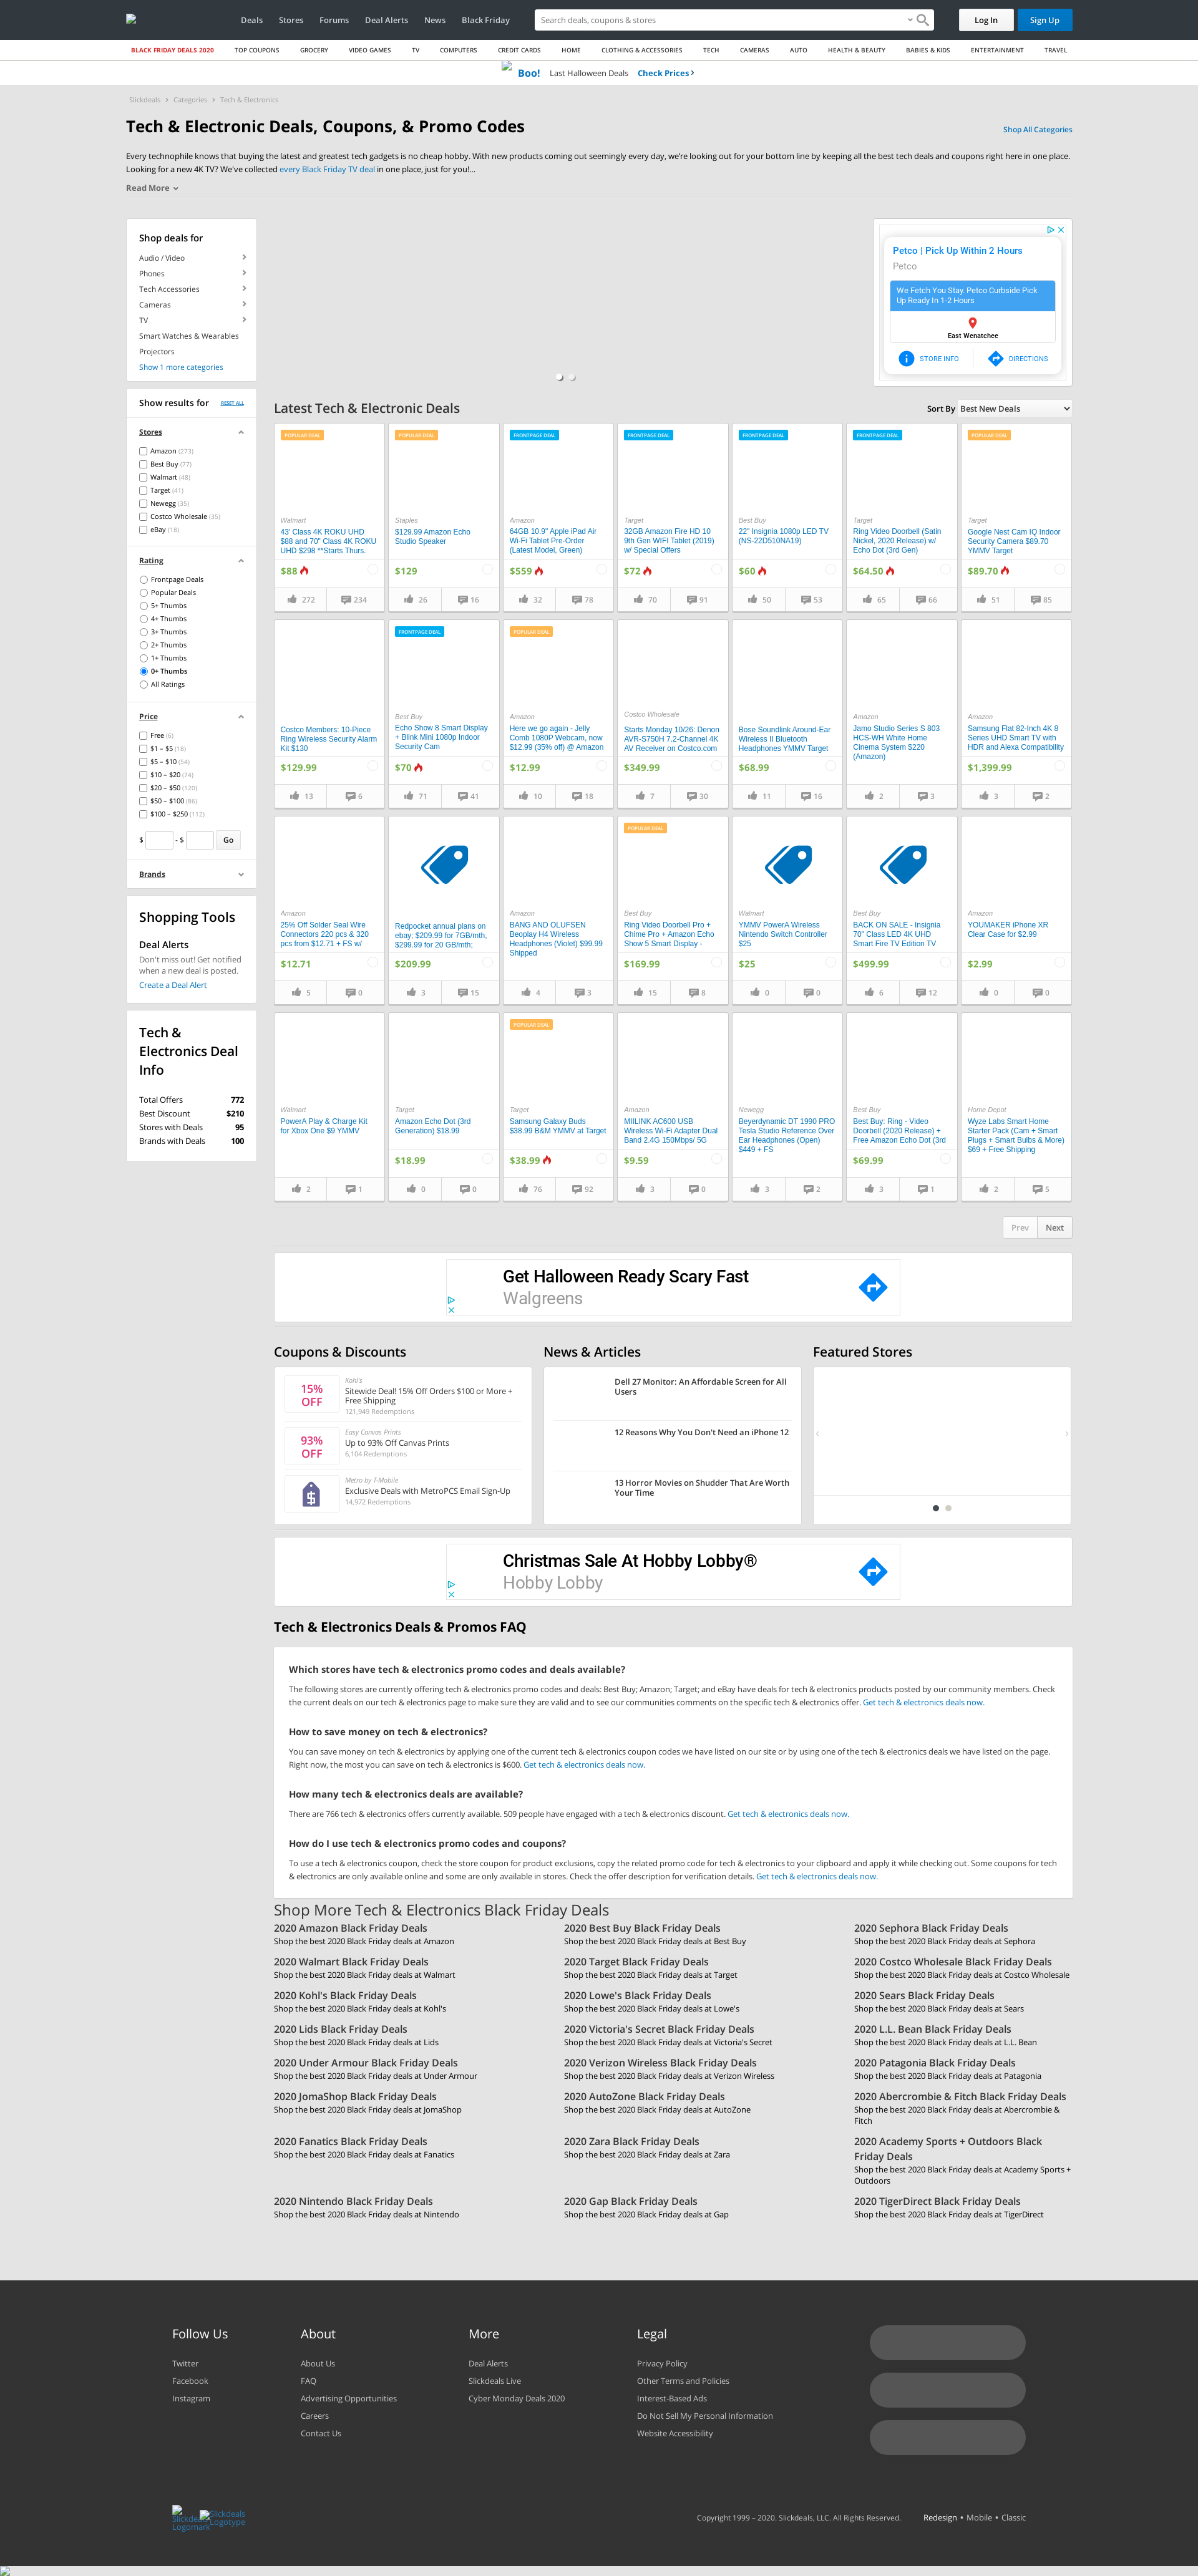 Deals Stores Forums Deal Alerts News Black Friday
Search deals, coupons & stores
Log In
Sign Up
BLACK FRIDAY DEALS 2020 TOP COUPONS GROCERY VIDEO GAMES TV COMPUTERS CREDIT CARDS HOME CLOTHING & ACCESSORIES TECH CAMERAS AUTO HEALTH & BEAUTY BABIES & KIDS ENTERTAINMENT TRAVEL
Boo! Last Halloween Deals Check Prices
Slickdeals Categories Tech & Electronics
Tech & Electronic Deals, Coupons, & Promo Codes
Shop All Categories
Every technophile knows that buying the latest and greatest tech gadgets is no cheap hobby. With new products coming out seemingly every day, we're looking out for your bottom line by keeping all the best tech deals and coupons right here in one place.
Looking for a new 4K TV? We've collected every Black Friday TV deal in one place, just for you!...
Read More
Shop deals for
Audio / Video
Phones
Tech Accessories
Cameras
TV
Smart Watches & Wearables
Projectors
Show 1 more categories
Petco | Pick Up Within 2 Hours
Petco
We Fetch You Stay. Petco Curbside Pick
Up Ready In 1-2 Hours
East Wenatchee
STORE INFO
DIRECTIONS
Show results for RESET ALL
Stores
Amazon (273)
Best Buy (77)
Walmart (48)
Target (41)
Newegg (35)
Costco Wholesale (35)
eBay (18)
Rating
Frontpage Deals
Popular Deals
5+ Thumbs
4+ Thumbs
3+ Thumbs
2+ Thumbs
1+ Thumbs
0+ Thumbs
All Ratings
Price
Free (6)
$1 – $5 (18)
$5 – $10 (54)
$10 – $20 (74)
$20 – $50 (120)
$50 – $100 (86)
$100 – $250 (112)
$ - $ Go
Brands
Shopping Tools
Deal Alerts
Don't miss out! Get notified
when a new deal is posted.
Create a Deal Alert
Tech &
Electronics Deal
Info
Total Offers 772
Best Discount $210
Stores with Deals 95
Brands with Deals 100
Latest Tech & Electronic Deals
Sort By Best New Deals
POPULAR DEAL
Walmart
43' Class 4K ROKU UHD
$88 and 70" Class 4K ROKU
UHD $298 **Starts Thurs.
$88
272 234
POPULAR DEAL
Staples
$129.99 Amazon Echo
Studio Speaker
$129
26 16
FRONTPAGE DEAL
Amazon
64GB 10.9" Apple iPad Air
Wi-Fi Tablet Pre-Order
(Latest Model, Green)
$559
32 78
FRONTPAGE DEAL
Target
32GB Amazon Fire HD 10
9th Gen WIFI Tablet (2019)
w/ Special Offers
$72
70 91
FRONTPAGE DEAL
Best Buy
22" Insignia 1080p LED TV
(NS-22D510NA19)
$60
50 53
FRONTPAGE DEAL
Target
Ring Video Doorbell (Satin
Nickel, 2020 Release) w/
Echo Dot (3rd Gen)
$64.50
65 66
POPULAR DEAL
Target
Google Nest Cam IQ Indoor
Security Camera $89.70
YMMV Target
$89.70
51 85
Costco Members: 10-Piece
Ring Wireless Security Alarm
Kit $130
$129.99
13 6
FRONTPAGE DEAL
Best Buy
Echo Show 8 Smart Display
+ Blink Mini 1080p Indoor
Security Cam
$70
71 41
POPULAR DEAL
Amazon
Here we go again - Jelly
Comb 1080P Webcam, now
$12.99 (35% off) @ Amazon
$12.99
10 18
Costco Wholesale
Starts Monday 10/26: Denon
AVR-S750H 7.2-Channel 4K
AV Receiver on Costco.com
$349.99
7 30
Bose Soundlink Around-Ear
Wireless II Bluetooth
Headphones YMMV Target
$68.99
11 16
Amazon
Jamo Studio Series S 803
HCS-WH White Home
Cinema System $220
(Amazon)
2 3
Amazon
Samsung Flat 82-Inch 4K 8
Series UHD Smart TV with
HDR and Alexa Compatibility
$1,399.99
3 2
Amazon
25% Off Solder Seal Wire
Connectors 220 pcs & 320
pcs from $12.71 + FS w/
$12.71
5 0
Redpocket annual plans on
ebay; $209.99 for 7GB/mth,
$299.99 for 20 GB/mth;
$209.99
3 15
Amazon
BANG AND OLUFSEN
Beoplay H4 Wireless
Headphones (Violet) $99.99
Shipped
4 3
POPULAR DEAL
Best Buy
Ring Video Doorbell Pro +
Chime Pro + Amazon Echo
Show 5 Smart Display -
$169.99
15 8
Walmart
YMMV PowerA Wireless
Nintendo Switch Controller
$25
$25
0 0
Best Buy
BACK ON SALE - Insignia
70" Class LED 4K UHD
Smart Fire TV Edition TV
$499.99
6 12
Amazon
YOUMAKER iPhone XR
Clear Case for $2.99
$2.99
0 0
Walmart
PowerA Play & Charge Kit
for Xbox One $9 YMMV
2 1
Target
Amazon Echo Dot (3rd
Generation) $18.99
$18.99
0 0
POPULAR DEAL
Target
Samsung Galaxy Buds
$38.99 B&M YMMV at Target
$38.99
76 92
Amazon
MIILINK AC600 USB
Wireless Wi-Fi Adapter Dual
Band 2.4G 150Mbps/ 5G
$9.59
3 0
Newegg
Beyerdynamic DT 1990 PRO
Tesla Studio Reference Over
Ear Headphones (Open)
$449 + FS
3 2
Best Buy
Best Buy: Ring - Video
Doorbell (2020 Release) +
Free Amazon Echo Dot (3rd
$69.99
3 1
Home Depot
Wyze Labs Smart Home
Starter Pack (Cam + Smart
Plugs + Smart Bulbs & More)
$69 + Free Shipping
2 5
Prev Next
Get Halloween Ready Scary Fast
Walgreens
Coupons & Discounts
15%
OFF
Kohl's
Sitewide Deal! 15% Off Orders $100 or More +
Free Shipping
121,949 Redemptions
93%
OFF
Easy Canvas Prints
Up to 93% Off Canvas Prints
6,104 Redemptions
Metro by T-Mobile
Exclusive Deals with MetroPCS Email Sign-Up
14,972 Redemptions
News & Articles
Dell 27 Monitor: An Affordable Screen for All
Users
12 Reasons Why You Don't Need an iPhone 12
13 Horror Movies on Shudder That Are Worth
Your Time
Featured Stores
Christmas Sale At Hobby Lobby®
Hobby Lobby
Tech & Electronics Deals & Promos FAQ
Which stores have tech & electronics promo codes and deals available?
The following stores are currently offering tech & electronics promo codes and deals: Best Buy; Amazon; Target; and eBay have deals for tech & electronics products posted by our community members. Check
the current deals on our tech & electronics page to make sure they are valid and to see our communities comments on the specific tech & electronics offer. Get tech & electronics deals now.
How to save money on tech & electronics?
You can save money on tech & electronics by applying one of the current tech & electronics coupon codes we have listed on our site or by using one of the tech & electronics deals we have listed on the page.
Right now, the most you can save on tech & electronics is $600. Get tech & electronics deals now.
How many tech & electronics deals are available?
There are 766 tech & electronics offers currently available. 509 people have engaged with a tech & electronics discount. Get tech & electronics deals now.
How do I use tech & electronics promo codes and coupons?
To use a tech & electronics coupon, check the store coupon for product exclusions, copy the related promo code for tech & electronics to your clipboard and apply it while checking out. Some coupons for tech
& electronics are only available online and some are only available in stores. Check the offer description for verification details. Get tech & electronics deals now.
Shop More Tech & Electronics Black Friday Deals
2020 Amazon Black Friday Deals
Shop the best 2020 Black Friday deals at Amazon
2020 Best Buy Black Friday Deals
Shop the best 2020 Black Friday deals at Best Buy
2020 Sephora Black Friday Deals
Shop the best 2020 Black Friday deals at Sephora
2020 Walmart Black Friday Deals
Shop the best 2020 Black Friday deals at Walmart
2020 Target Black Friday Deals
Shop the best 2020 Black Friday deals at Target
2020 Costco Wholesale Black Friday Deals
Shop the best 2020 Black Friday deals at Costco Wholesale
2020 Kohl's Black Friday Deals
Shop the best 2020 Black Friday deals at Kohl's
2020 Lowe's Black Friday Deals
Shop the best 2020 Black Friday deals at Lowe's
2020 Sears Black Friday Deals
Shop the best 2020 Black Friday deals at Sears
2020 Lids Black Friday Deals
Shop the best 2020 Black Friday deals at Lids
2020 Victoria's Secret Black Friday Deals
Shop the best 2020 Black Friday deals at Victoria's Secret
2020 L.L. Bean Black Friday Deals
Shop the best 2020 Black Friday deals at L.L. Bean
2020 Under Armour Black Friday Deals
Shop the best 2020 Black Friday deals at Under Armour
2020 Verizon Wireless Black Friday Deals
Shop the best 2020 Black Friday deals at Verizon Wireless
2020 Patagonia Black Friday Deals
Shop the best 2020 Black Friday deals at Patagonia
2020 JomaShop Black Friday Deals
Shop the best 2020 Black Friday deals at JomaShop
2020 AutoZone Black Friday Deals
Shop the best 2020 Black Friday deals at AutoZone
2020 Abercrombie & Fitch Black Friday Deals
Shop the best 2020 Black Friday deals at Abercrombie &
Fitch
2020 Fanatics Black Friday Deals
Shop the best 2020 Black Friday deals at Fanatics
2020 Zara Black Friday Deals
Shop the best 2020 Black Friday deals at Zara
2020 Academy Sports + Outdoors Black
Friday Deals
Shop the best 2020 Black Friday deals at Academy Sports +
Outdoors
2020 Nintendo Black Friday Deals
Shop the best 2020 Black Friday deals at Nintendo
2020 Gap Black Friday Deals
Shop the best 2020 Black Friday deals at Gap
2020 TigerDirect Black Friday Deals
Shop the best 2020 Black Friday deals at TigerDirect
Follow Us
Twitter
Facebook
Instagram
About
About Us
FAQ
Advertising Opportunities
Careers
Contact Us
More
Deal Alerts
Slickdeals Live
Cyber Monday Deals 2020
Legal
Privacy Policy
Other Terms and Policies
Interest-Based Ads
Do Not Sell My Personal Information
Website Accessibility
Slickdeals
Logomark
Slickdeals
Logotype
Copyright 1999 – 2020. Slickdeals, LLC. All Rights Reserved.
Redesign • Mobile • Classic